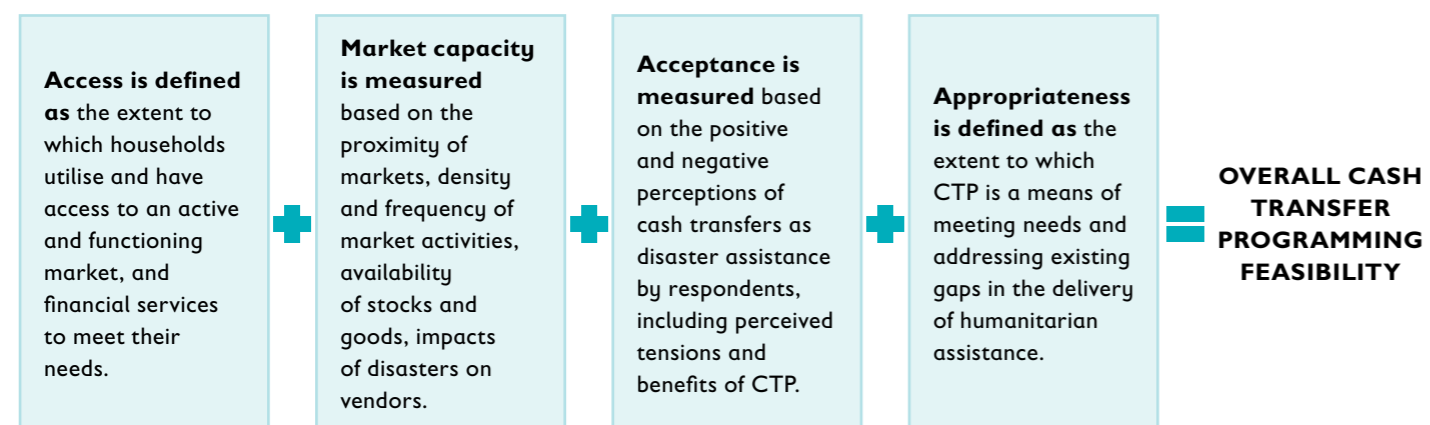 Access is defined
as the extent to
which households
utilise and have
access to an active
and functioning
market, and
financial services
to meet their
needs.
Market capacity
is measured
based on the
proximity of
markets, density
and frequency of
market activities,
availability
of stocks and
goods, impacts
of disasters on
vendors.
Acceptance is
measured based
on the positive
and negative
perceptions of
cash transfers as
disaster assistance
by respondents,
including perceived
tensions and
benefits of CTP.
Appropriateness
is defined as the
extent to which
CTP is a means of
meeting needs and
addressing existing
gaps in the delivery
of humanitarian
assistance.
OVERALL CASH
TRANSFER
PROGRAMMING
FEASIBILITY